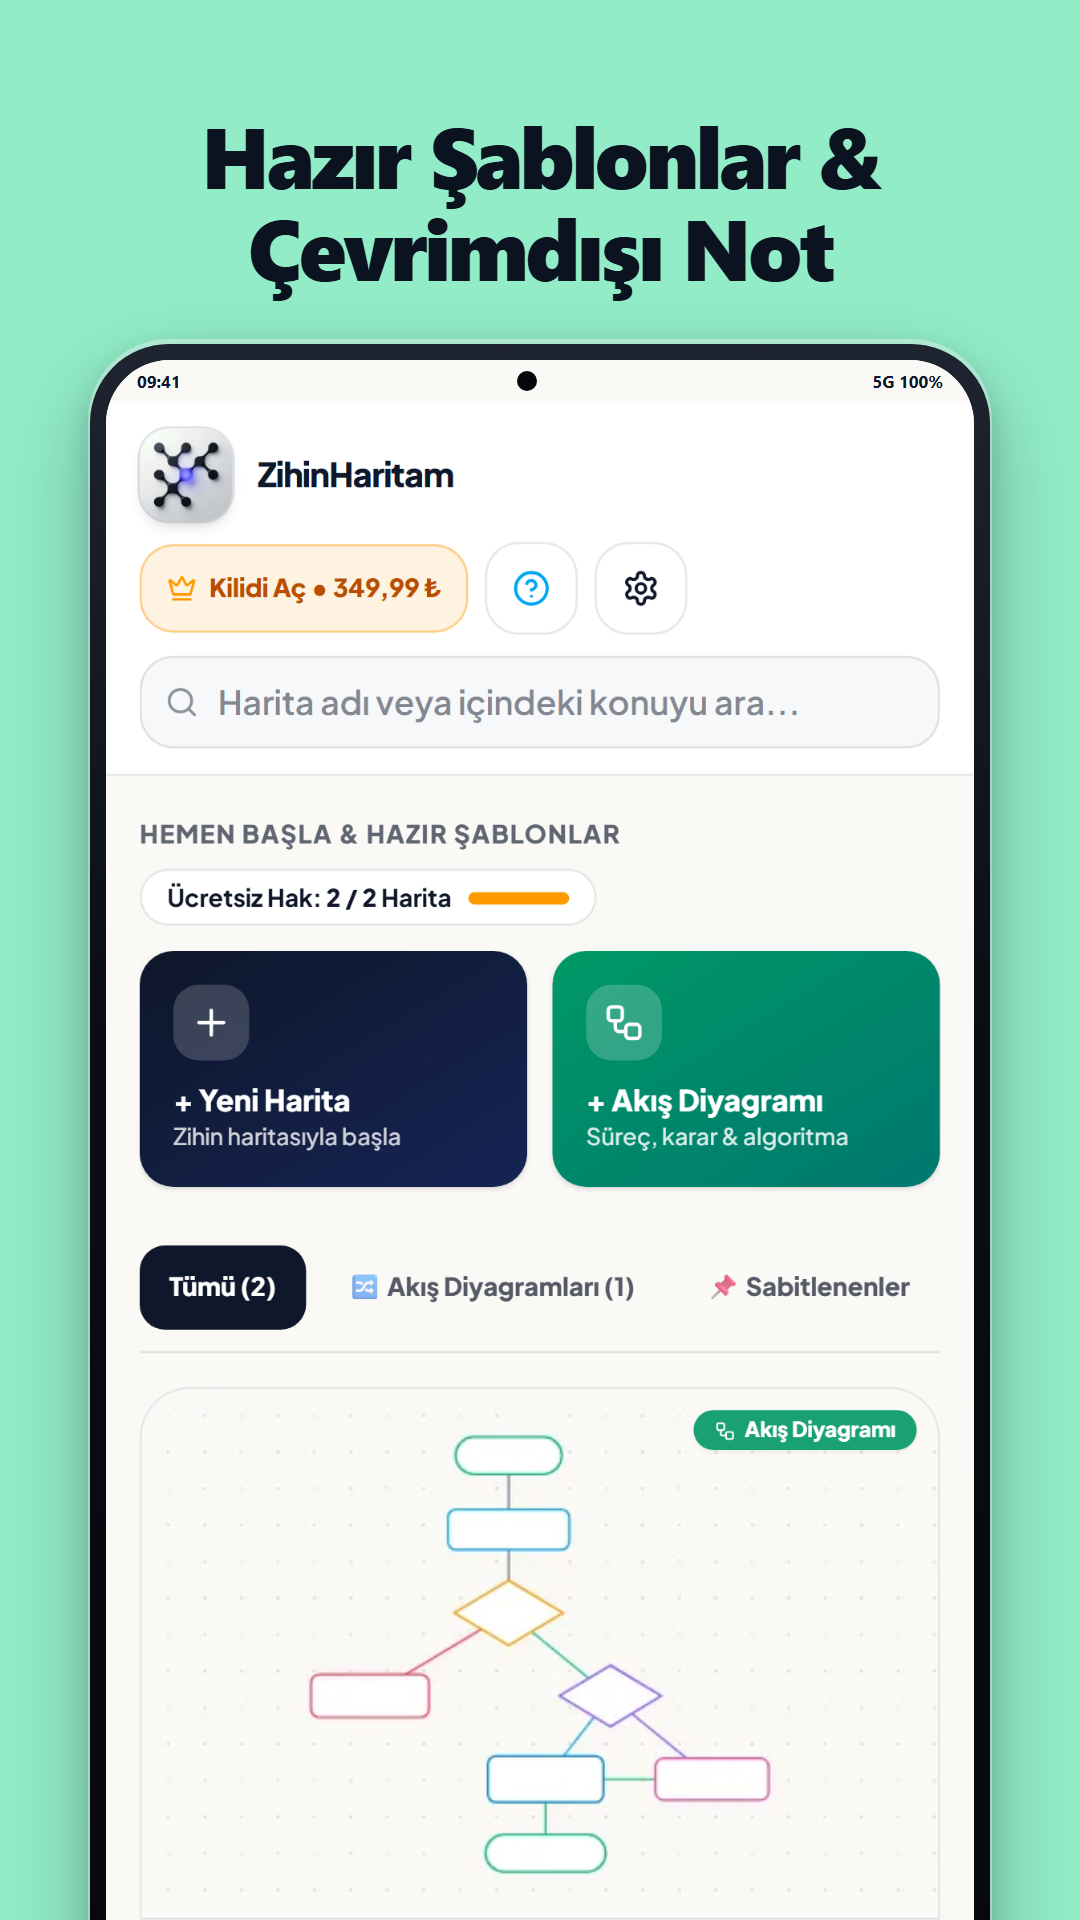 Hazır Şablonlar &
Çevrimdışı Not
09:41
5G 100%
ZihinHaritam
Kilidi Aç • 349,99 ₺
Harita adı veya içindeki konuyu ara...
HEMEN BAŞLA & HAZIR ŞABLONLAR
Ücretsiz Hak: 2 / 2 Harita
+ Yeni Harita
Zihin haritasıyla başla
+ Akış Diyagramı
Süreç, karar & algoritma
Tümü (2)
Akış Diyagramları (1)
Sabitlenenler
Akış Diyagramı